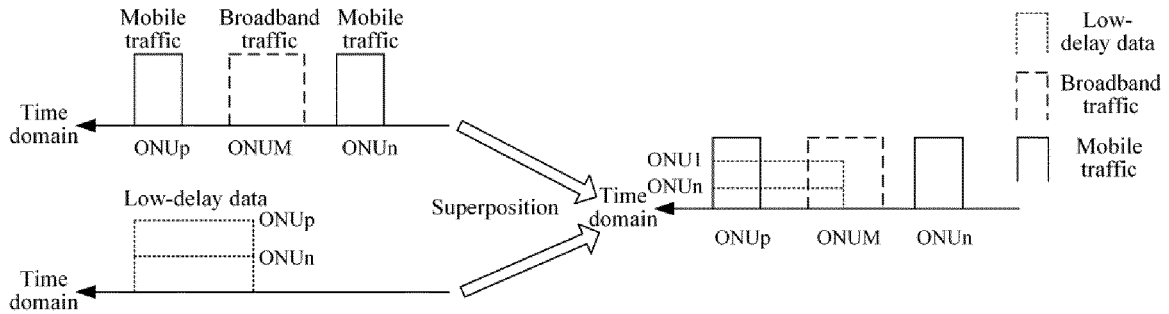 Mobile traffic
Broadband traffic
Mobile traffic
Time domain
ONUp
ONUM
ONUn
Low-delay data
ONUp
ONUn
Time domain
Superposition
ONU1
ONUn
Time domain
ONUp
ONUM
ONUn
Low-delay data
Broadband traffic
Mobile traffic